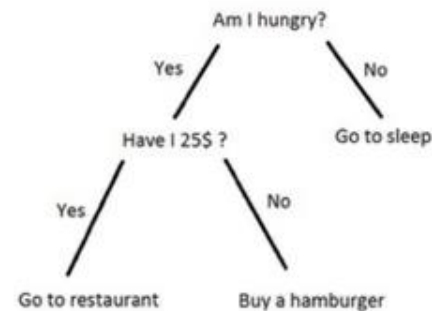 Am I hungry?
Yes
No
Have I 25$ ?
Go to sleep
Yes
No
Go to restaurant
Buy a hamburger